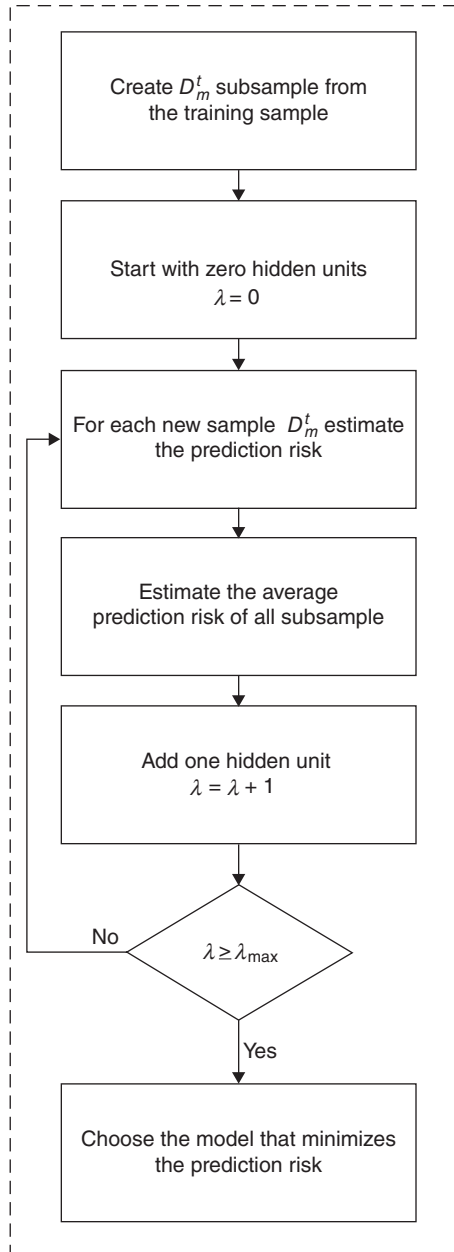 Create D_m^t subsample from
the training sample
Start with zero hidden units
λ = 0
For each new sample D_m^t estimate
the prediction risk
Estimate the average
prediction risk of all subsample
Add one hidden unit
λ = λ + 1
No
λ ≥ λ_max
Yes
Choose the model that minimizes
the prediction risk